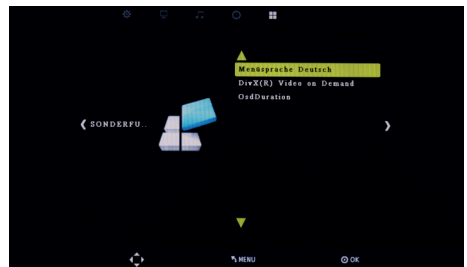 Menüsprache Deutsch
DivX(R) Video on Demand
OsdDuration
SONDERFU..
MENU
OK